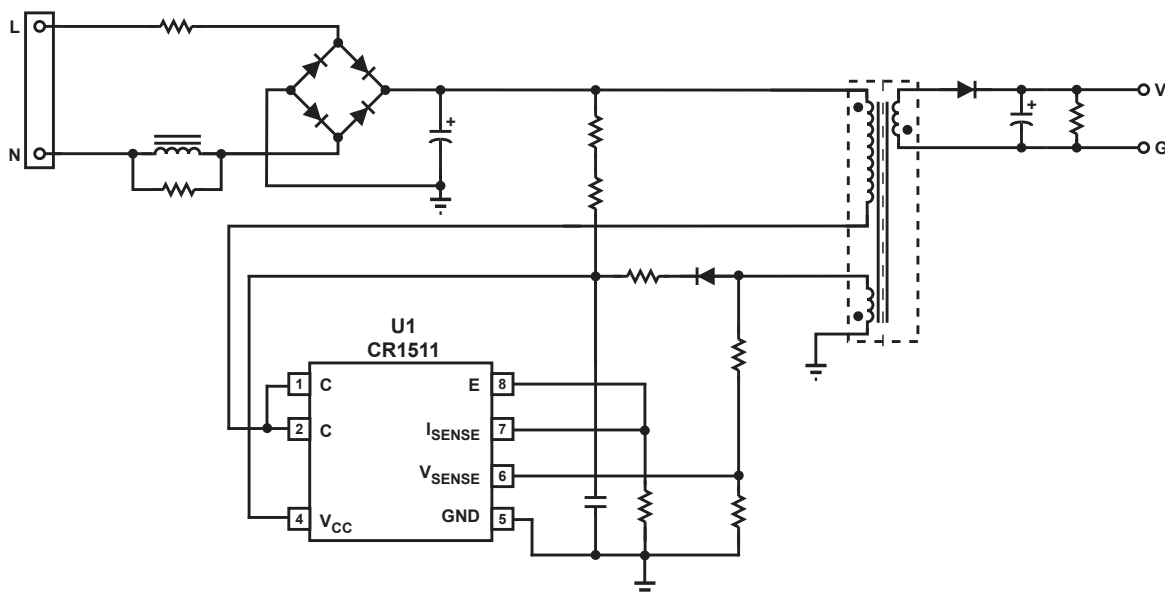 L
N
+
+
V
G
U1
CR1511
1 C
2 C
4 VCC
E 8
ISENSE 7
VSENSE 6
GND 5